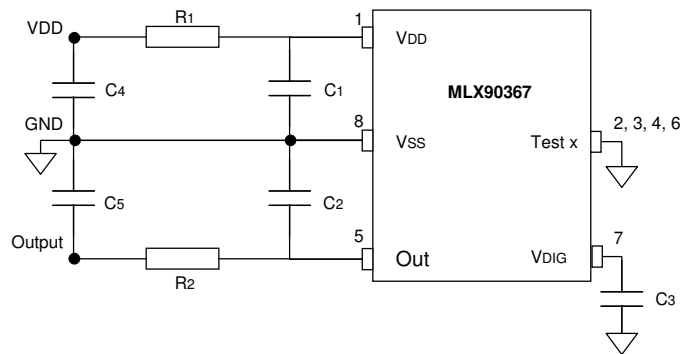 R1
1
VDD
VDD
C4
C1
MLX90367
GND
8
VSS
Test x
2, 3, 4, 6
C5
C2
Output
5
Out
VDIG
7
R2
C3